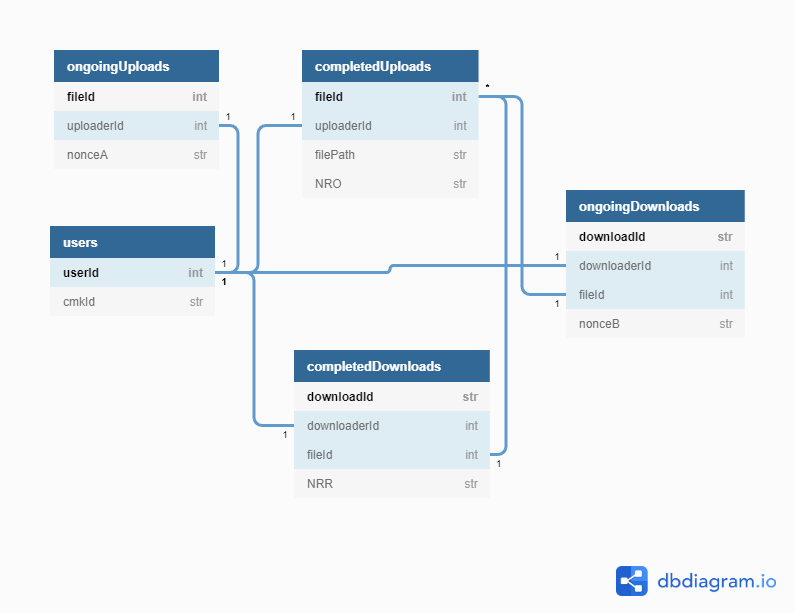 ongoingUploads
fileId int
uploaderId int
nonceA str
completedUploads
fileId int
uploaderId int
filePath str
NRO str
1
1
*
ongoingDownloads
downloadId str
downloaderId int
fileId int
nonceB str
1
1
users
userId int
cmkId str
1
1
completedDownloads
downloadId str
downloaderId int
fileId int
NRR str
1
1
dbdiagram.io